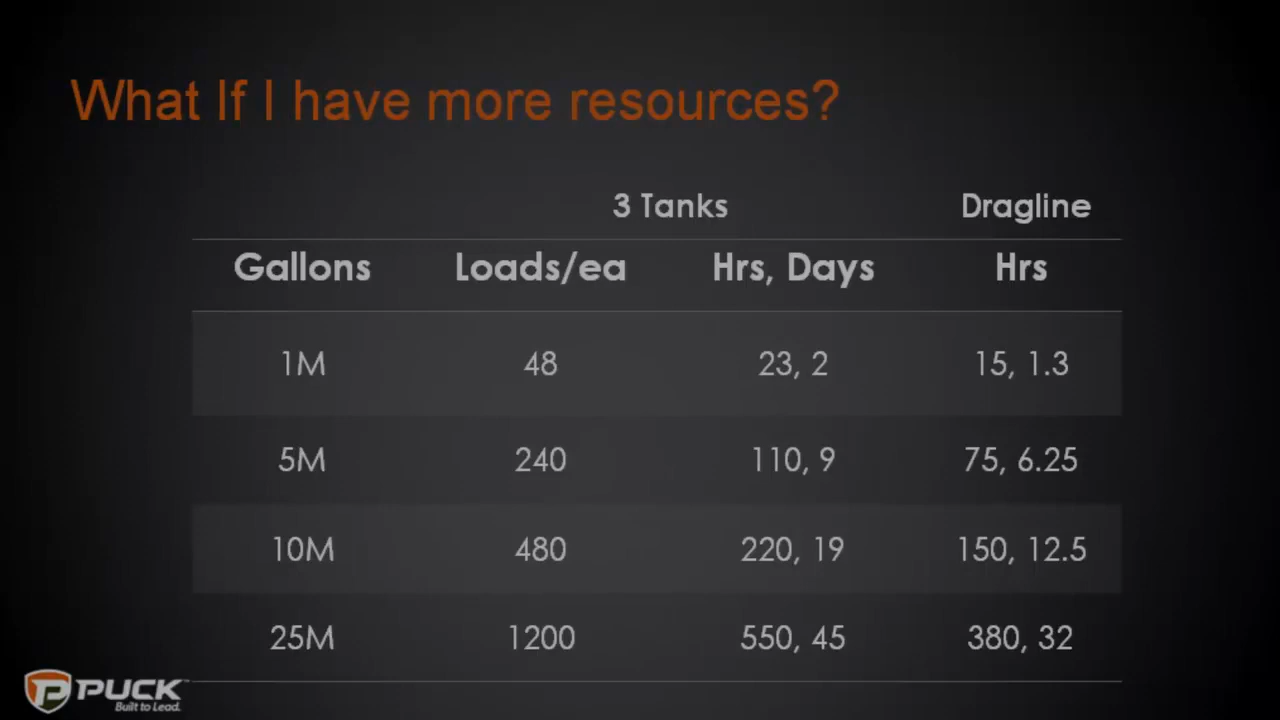 What If I have more resources?
3 Tanks Dragline
Gallons Loads/ea Hrs, Days Hrs
1M 48 23, 2 15, 1.3
5M 240 110, 9 75, 6.25
10M 480 220, 19 150, 12.5
25M 1200 550, 45 380, 32
PUCK™
Built to Lead.